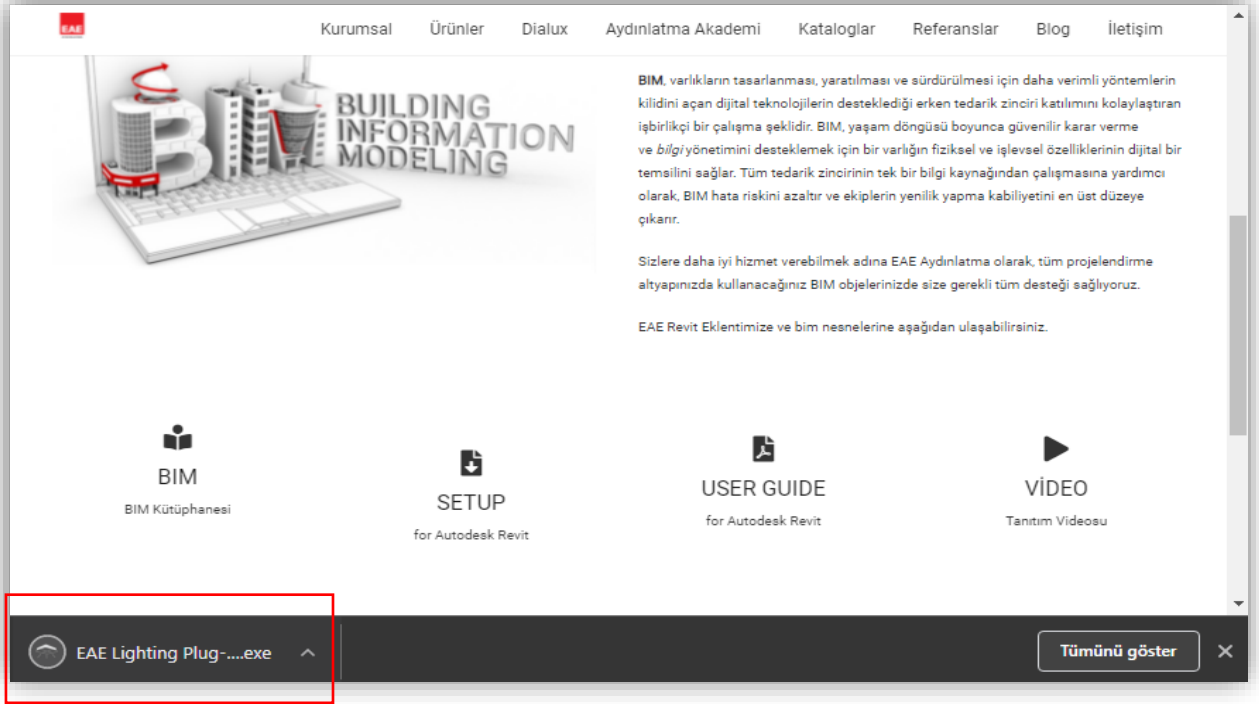 EAE
Kurumsal
Ürünler
Dialux
Aydınlatma Akademi
Kataloglar
Referanslar
Blog
İletişim
BIM
BUILDING
INFORMATION
MODELING
BIM, varlıkların tasarlanması, yaratılması ve sürdürülmesi için daha verimli yöntemlerin
kilidini açan dijital teknolojilerin desteklediği erken tedarik zinciri katılımını kolaylaştıran
işbirlikçi bir çalışma şeklidir. BIM, yaşam döngüsü boyunca güvenilir karar verme
ve bilgi yönetimini desteklemek için bir varlığın fiziksel ve işlevsel özelliklerinin dijital bir
temsilini sağlar. Tüm tedarik zincirinin tek bir bilgi kaynağından çalışmasına yardımcı
olarak, BIM hata riskini azaltır ve ekiplerin yenilik yapma kabiliyetini en üst düzeye
çıkarır.
Sizlere daha iyi hizmet verebilmek adına EAE Aydınlatma olarak, tüm projelendirme
altyapınızda kullanacağınız BIM objelerinizde size gerekli tüm desteği sağlıyoruz.
EAE Revit Eklentimize ve bim nesnelerine aşağıdan ulaşabilirsiniz.
BIM
BIM Kütüphanesi
SETUP
for Autodesk Revit
USER GUIDE
for Autodesk Revit
VİDEO
Tanıtım Videosu
EAE Lighting Plug-....exe
Tümünü göster